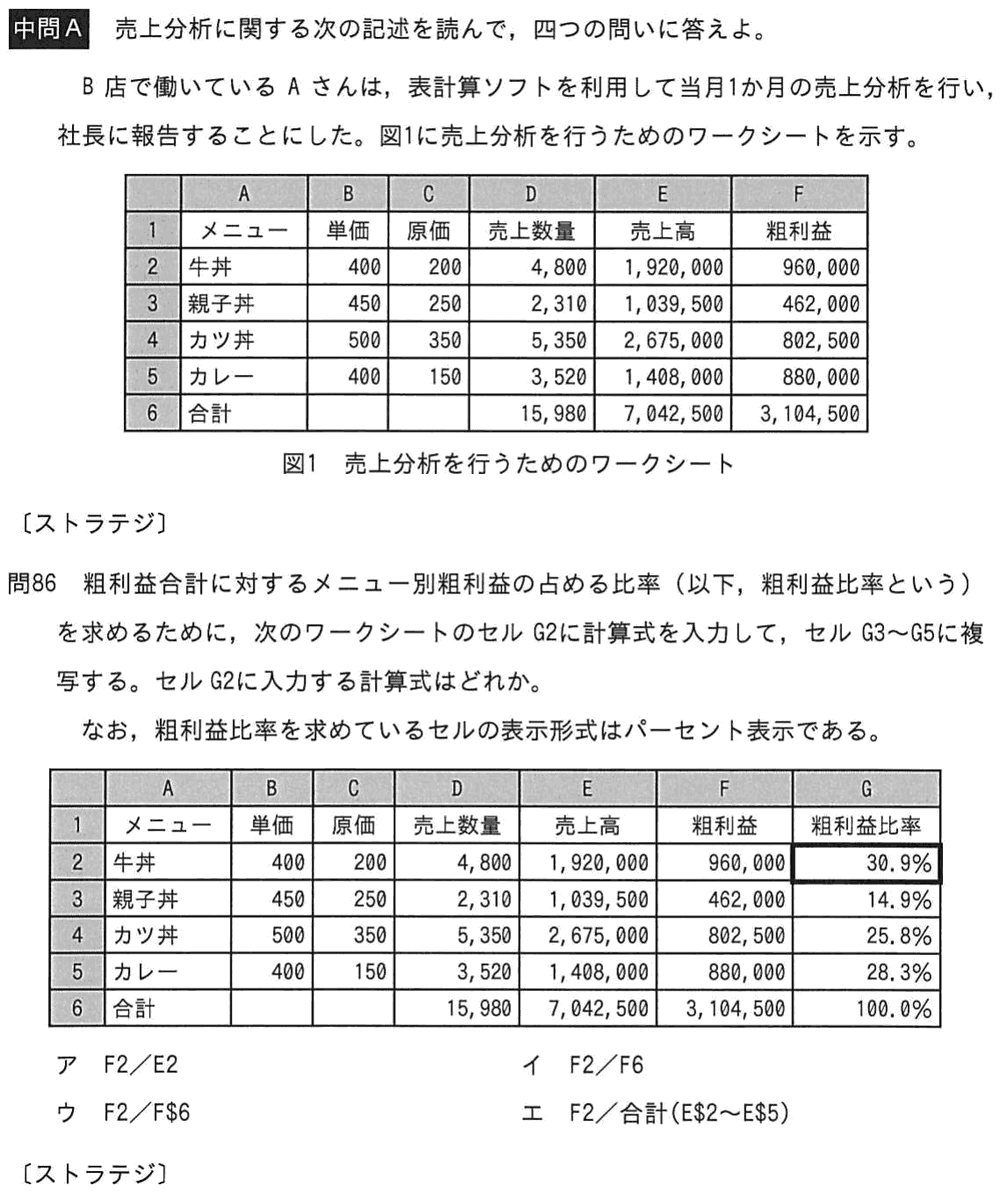 中問A 売上分析に関する次の記述を読んで，四つの問いに答えよ。
B 店で働いている A さんは，表計算ソフトを利用して当月1か月の売上分析を行い，
社長に報告することにした。図1に売上分析を行うためのワークシートを示す。
A B C D E F
1 メニュー 単価 原価 売上数量 売上高 粗利益
2 牛丼 400 200 4,800 1,920,000 960,000
3 親子丼 450 250 2,310 1,039,500 462,000
4 カツ丼 500 350 5,350 2,675,000 802,500
5 カレー 400 150 3,520 1,408,000 880,000
6 合計 15,980 7,042,500 3,104,500
図1 売上分析を行うためのワークシート
〔ストラテジ〕
問86 粗利益合計に対するメニュー別粗利益の占める比率（以下，粗利益比率という）
を求めるために，次のワークシートのセル G2に計算式を入力して，セル G3～G5に複
写する。セル G2に入力する計算式はどれか。
なお，粗利益比率を求めているセルの表示形式はパーセント表示である。
A B C D E F G
1 メニュー 単価 原価 売上数量 売上高 粗利益 粗利益比率
2 牛丼 400 200 4,800 1,920,000 960,000 30.9%
3 親子丼 450 250 2,310 1,039,500 462,000 14.9%
4 カツ丼 500 350 5,350 2,675,000 802,500 25.8%
5 カレー 400 150 3,520 1,408,000 880,000 28.3%
6 合計 15,980 7,042,500 3,104,500 100.0%
ア F2／E2 イ F2／F6
ウ F2／F$6 エ F2／合計(E$2～E$5)
〔ストラテジ〕